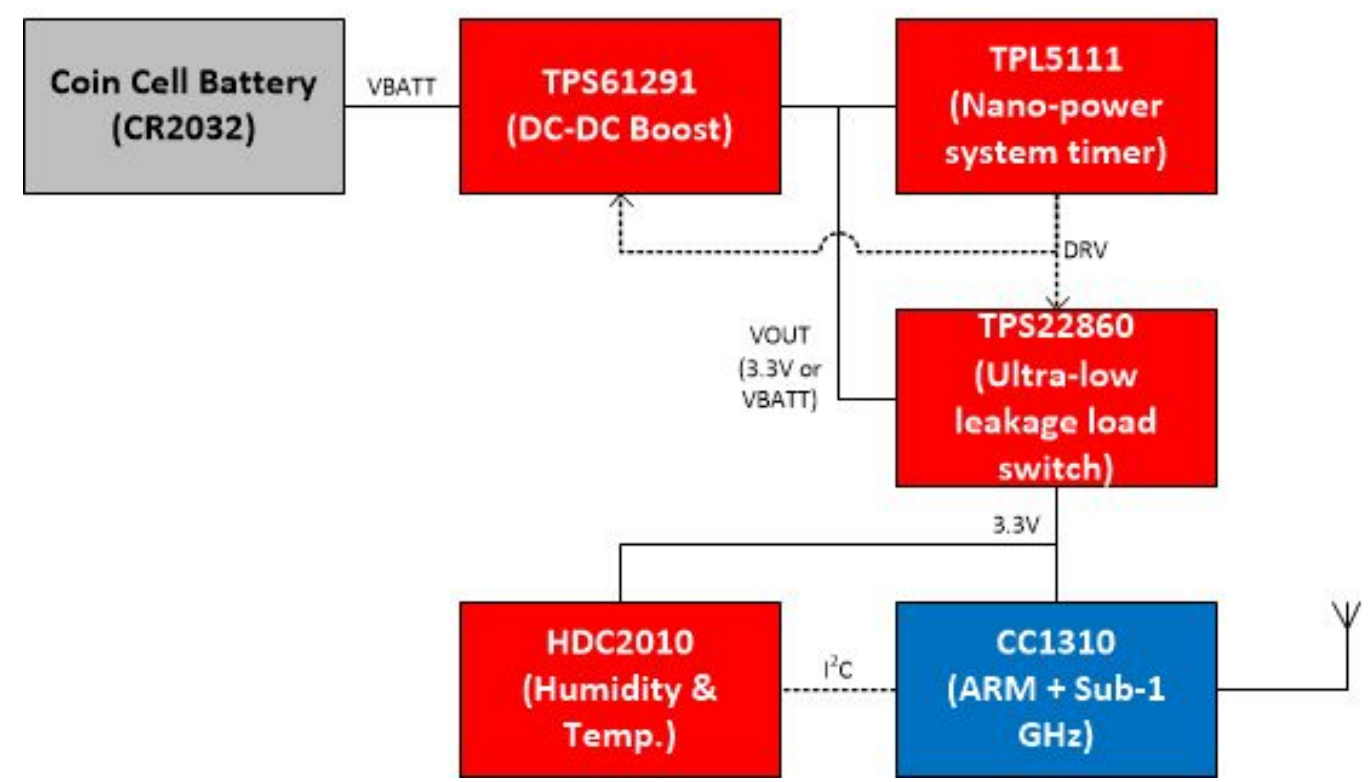 Coin Cell Battery
(CR2032)
VBATT
TPS61291
(DC-DC Boost)
TPL5111
(Nano-power
system timer)
DRV
VOUT
(3.3V or
VBATT)
TPS22860
(Ultra-low
leakage load
switch)
3.3V
HDC2010
(Humidity &
Temp.)
I²C
CC1310
(ARM + Sub-1
GHz)